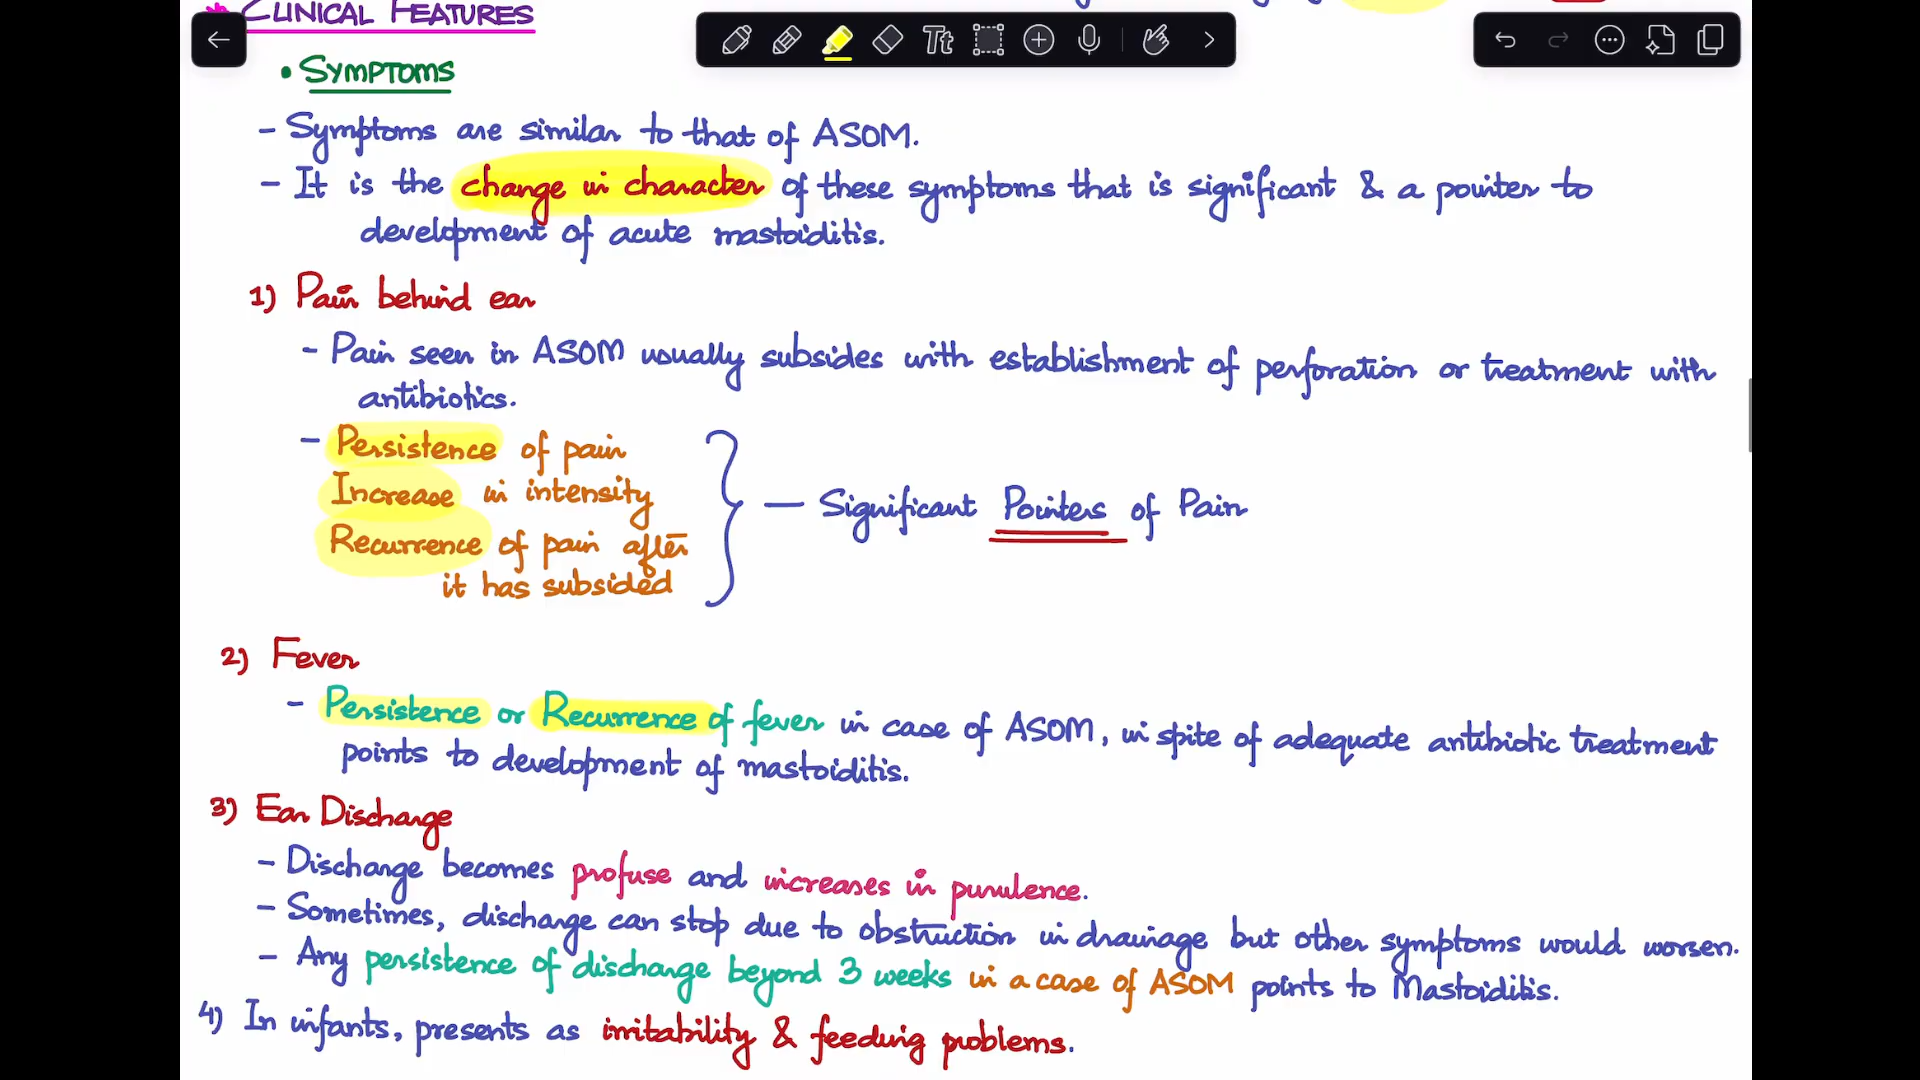 * CLINICAL FEATURES
Tt
• SYMPTOMS
- Symptoms are similar to that of ASOM.
- It is the change in character of these symptoms that is significant & a pointer to
development of acute mastoiditis.
1) Pain behind ear
- Pain seen in ASOM usually subsides with establishment of perforation or treatment with
antibiotics.
- Persistence of pain
Increase in intensity
Recurrence of pain after
it has subsided
— Significant Pointers of Pain
2) Fever
- Persistence or Recurrence of fever in case of ASOM, in spite of adequate antibiotic treatment
points to development of mastoiditis.
3) Ear Discharge
- Discharge becomes profuse and increases in purulence.
- Sometimes, discharge can stop due to obstruction in drainage but other symptoms would worsen.
- Any persistence of discharge beyond 3 weeks in a case of ASOM points to Mastoiditis.
4) In infants, presents as irritability & feeding problems.